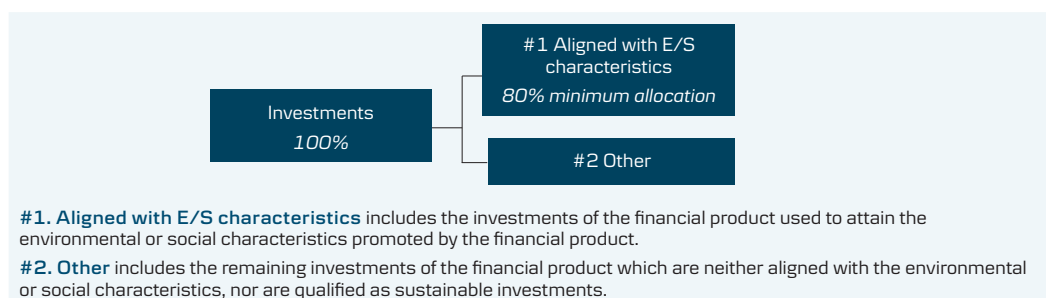 #1 Aligned with E/S
characteristics
80% minimum allocation
Investments
100%
#2 Other
#1. Aligned with E/S characteristics includes the investments of the financial product used to attain the
environmental or social characteristics promoted by the financial product.
#2. Other includes the remaining investments of the financial product which are neither aligned with the environmental
or social characteristics, nor are qualified as sustainable investments.